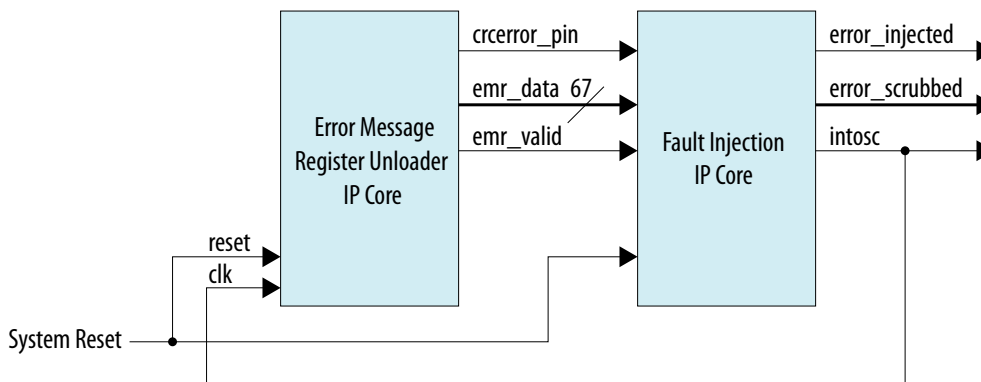 crcerror_pin
error_injected
emr_data 67
error_scrubbed
emr_valid
intosc
Error Message
Register Unloader
IP Core
Fault Injection
IP Core
reset
clk
System Reset